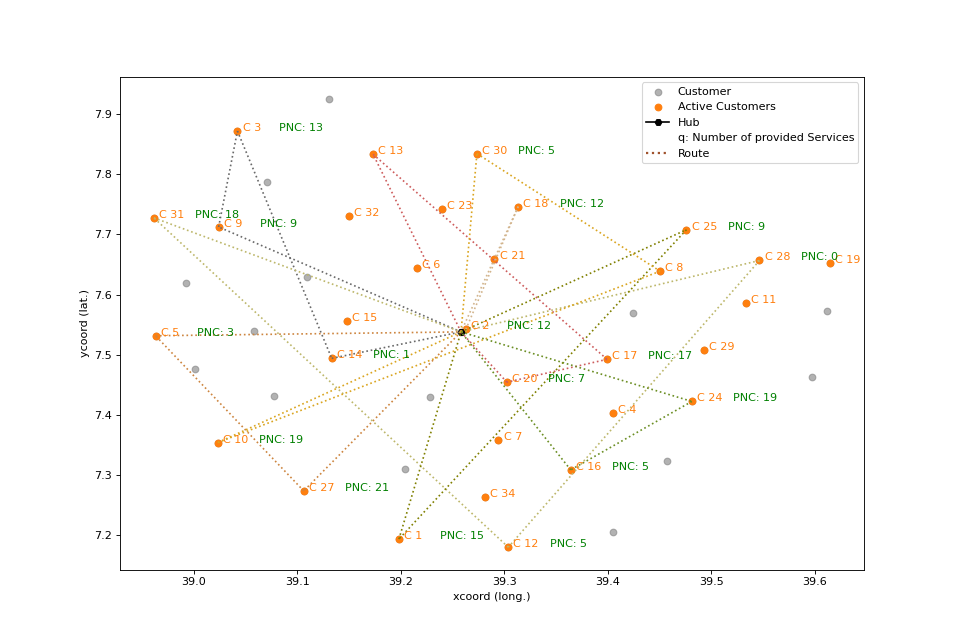 Customer
Active Customers
Hub
q: Number of provided Services
Route
7.9
7.8
7.7
7.6
7.5
7.4
7.3
7.2
ycoord (lat.)
C 3 PNC: 13
C 13
C 30 PNC: 5
C 31 PNC: 18
C 32
C 23
C 18 PNC: 12
C 9 PNC: 9
C 25 PNC: 9
C 6
C 21
C 8
C 28 PNC: 0
C 19
C 11
C 15
C 5 PNC: 3
C 2 PNC: 12
C 14 PNC: 1
C 29
C 17 PNC: 17
C 20 PNC: 7
C 24 PNC: 19
C 4
C 10 PNC: 19
C 7
C 16 PNC: 5
C 27 PNC: 21
C 34
C 1 PNC: 15
C 12 PNC: 5
39.0 39.1 39.2 39.3 39.4 39.5 39.6
xcoord (long.)